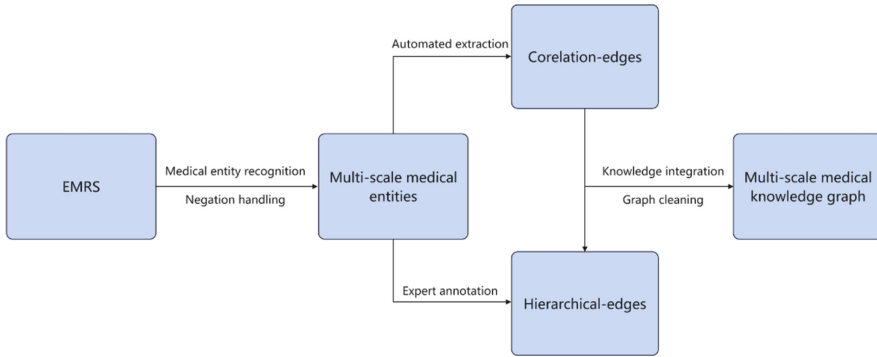 EMRS
Medical entity recognition
Negation handling
Multi-scale medical
entities
Automated extraction
Corelation-edges
Expert annotation
Hierarchical-edges
Knowledge integration
Graph cleaning
Multi-scale medical
knowledge graph